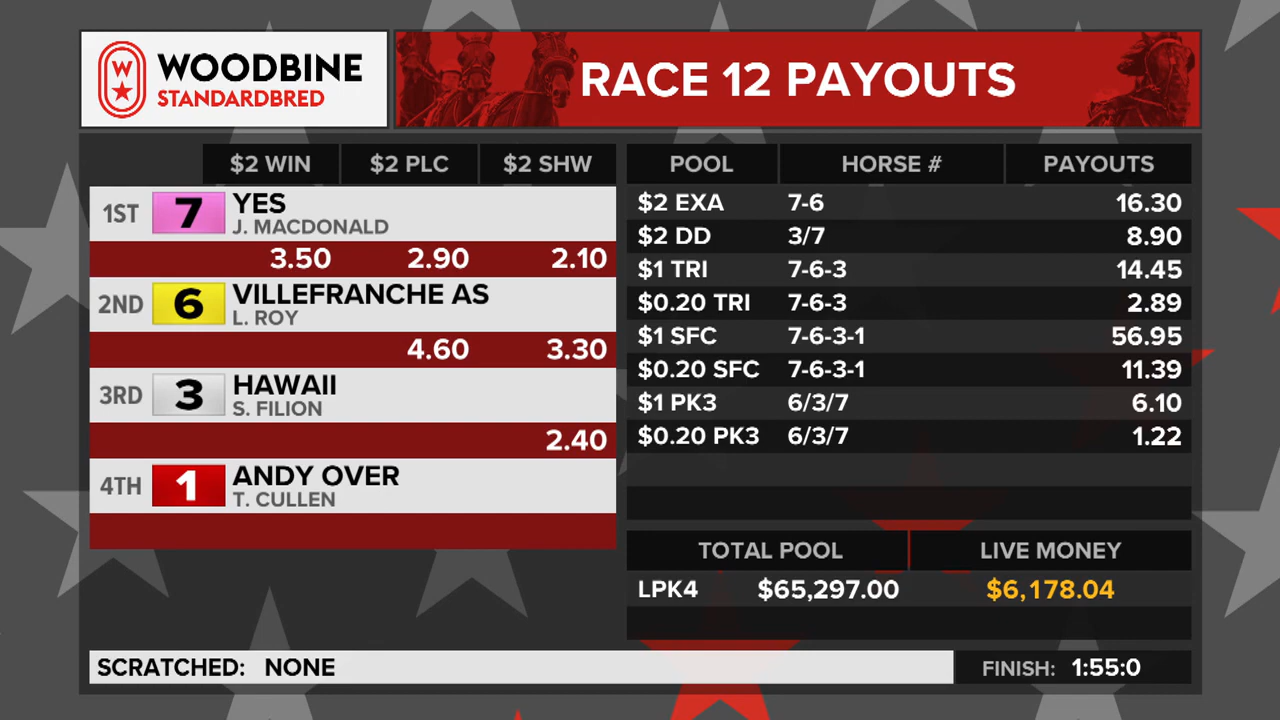 W
WOODBINE
STANDARDBRED
RACE 12 PAYOUTS
$2 WIN $2 PLC $2 SHW
1ST 7 YES
J. MACDONALD
3.50 2.90 2.10
2ND 6 VILLEFRANCHE AS
L. ROY
4.60 3.30
3RD 3 HAWAII
S. FILION
2.40
4TH 1 ANDY OVER
T. CULLEN
POOL HORSE # PAYOUTS
$2 EXA 7-6 16.30
$2 DD 3/7 8.90
$1 TRI 7-6-3 14.45
$0.20 TRI 7-6-3 2.89
$1 SFC 7-6-3-1 56.95
$0.20 SFC 7-6-3-1 11.39
$1 PK3 6/3/7 6.10
$0.20 PK3 6/3/7 1.22
TOTAL POOL LIVE MONEY
LPK4 $65,297.00 $6,178.04
SCRATCHED: NONE
FINISH: 1:55:0